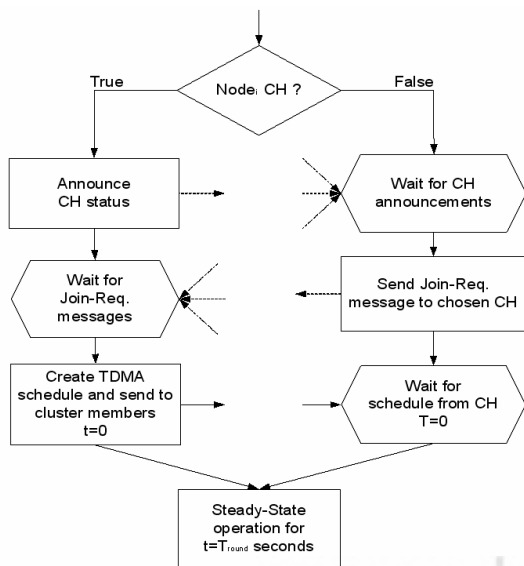 Nodeᵢ CH ?
True
False
Announce
CH status
Wait for CH
announcements
Wait for
Join-Req.
messages
Send Join-Req.
message to chosen CH
Create TDMA
schedule and send to
cluster members
t=0
Wait for
schedule from CH
T=0
Steady-State
operation for
t=Tround seconds